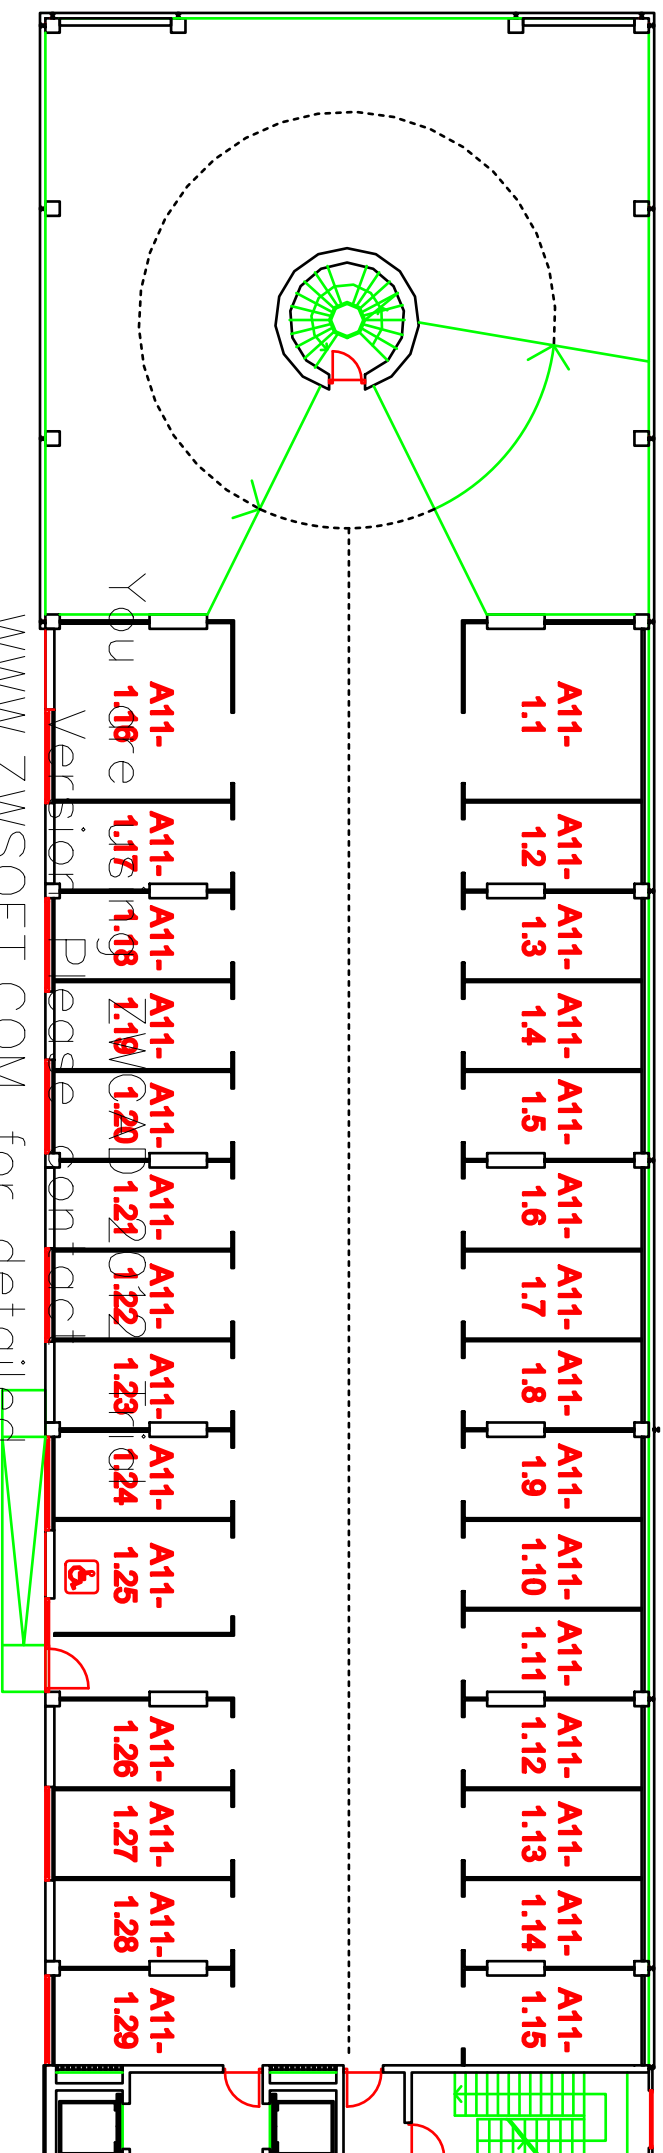 A11-
1.1
A11-
1.2
A11-
1.3
A11-
1.4
A11-
1.5
A11-
1.6
A11-
1.7
A11-
1.8
A11-
1.9
A11-
1.10
A11-
1.11
A11-
1.12
A11-
1.13
A11-
1.14
A11-
1.15
A11-
1.16
A11-
1.17
A11-
1.18
A11-
1.19
A11-
1.20
A11-
1.21
A11-
1.22
A11-
1.23
A11-
1.24
A11-
1.25
A11-
1.26
A11-
1.27
A11-
1.28
A11-
1.29
You are using ZWCAD 2012 Trial
Version Please contact
WWW.ZWSOFT.COM for detailed